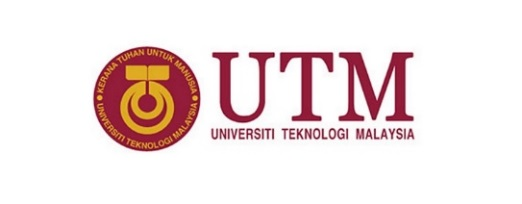 KERANA TUHAN UNTUK MANUSIA
UNIVERSITI TEKNOLOGI MALAYSIA
UTM
UNIVERSITI TEKNOLOGI MALAYSIA